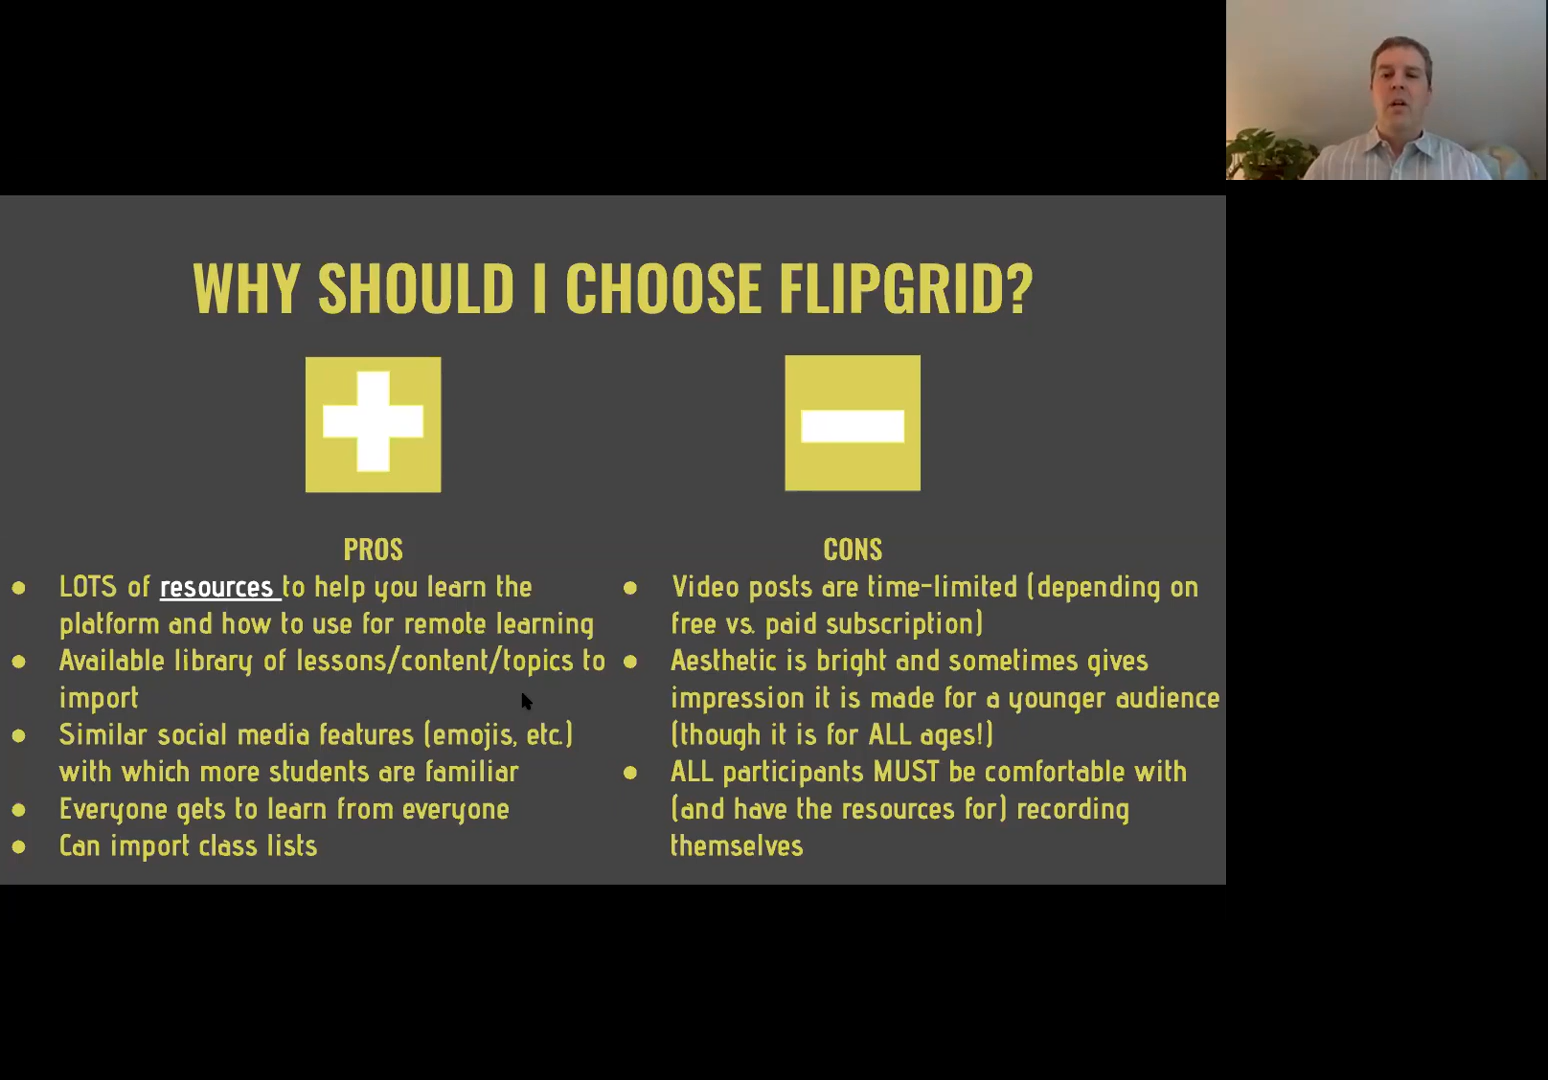 WHY SHOULD I CHOOSE FLIPGRID?
PROS
● LOTS of resources to help you learn the
platform and how to use for remote learning
● Available library of lessons/content/topics to
import
● Similar social media features (emojis, etc.)
with which more students are familiar
● Everyone gets to learn from everyone
● Can import class lists
CONS
● Video posts are time-limited (depending on
free vs. paid subscription)
● Aesthetic is bright and sometimes gives
impression it is made for a younger audience
(though it is for ALL ages!)
● ALL participants MUST be comfortable with
(and have the resources for) recording
themselves